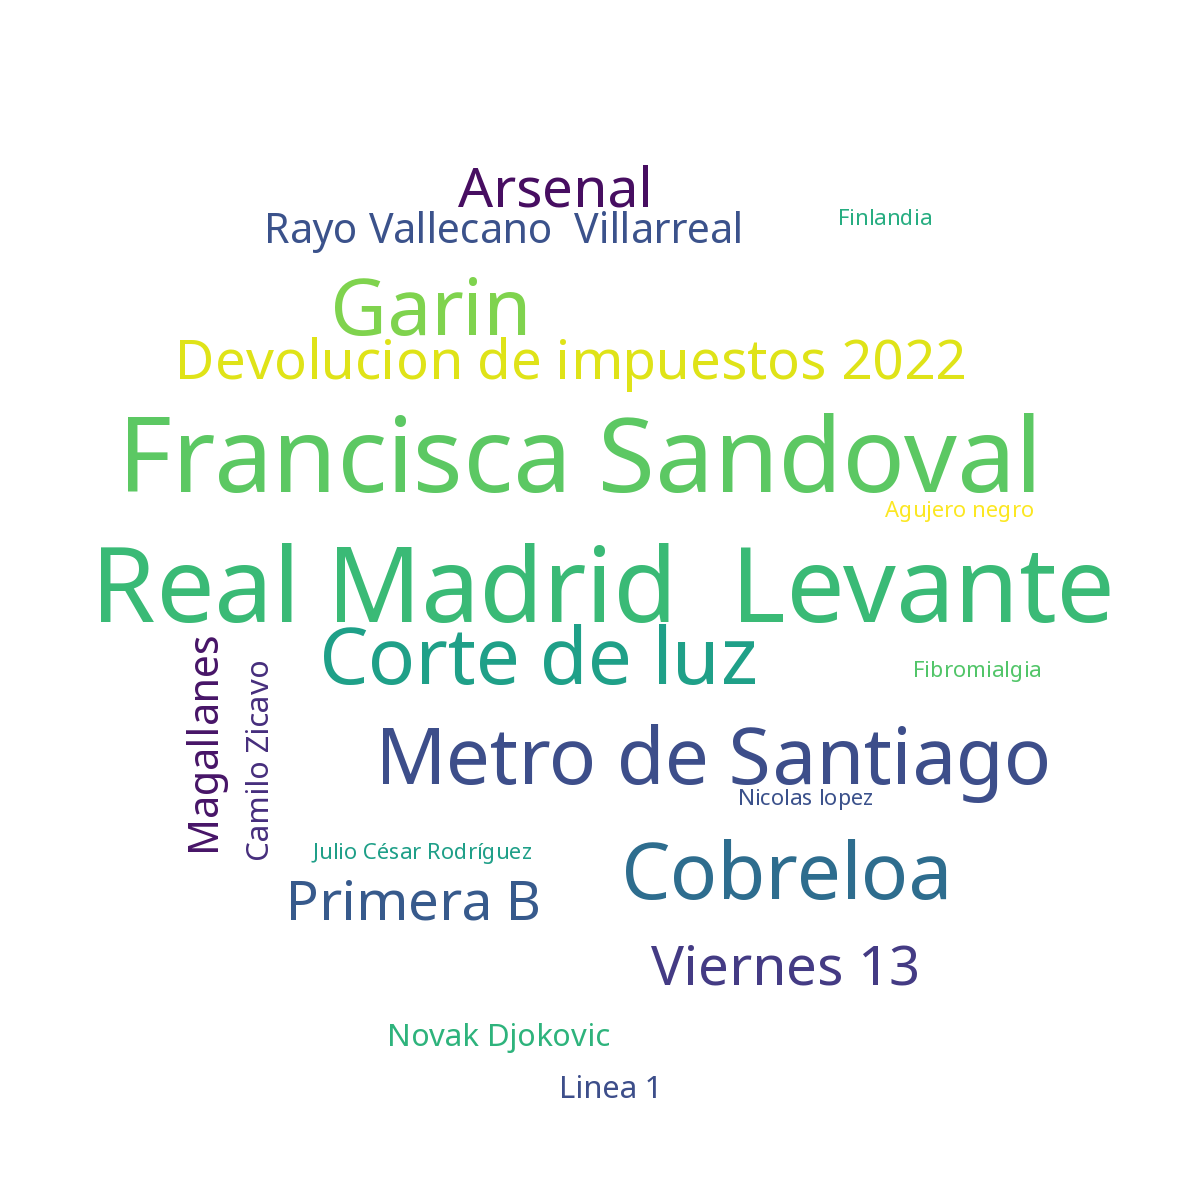 Arsenal
Rayo Vallecano  Villarreal
Finlandia
Garin
Devolucion de impuestos 2022
Francisca Sandoval
Agujero negro
Real Madrid  Levante
Corte de luz
Magallanes
Camilo Zicavo
Fibromialgia
Metro de Santiago
Nicolas lopez
Julio César Rodríguez
Cobreloa
Primera B
Viernes 13
Novak Djokovic
Linea 1